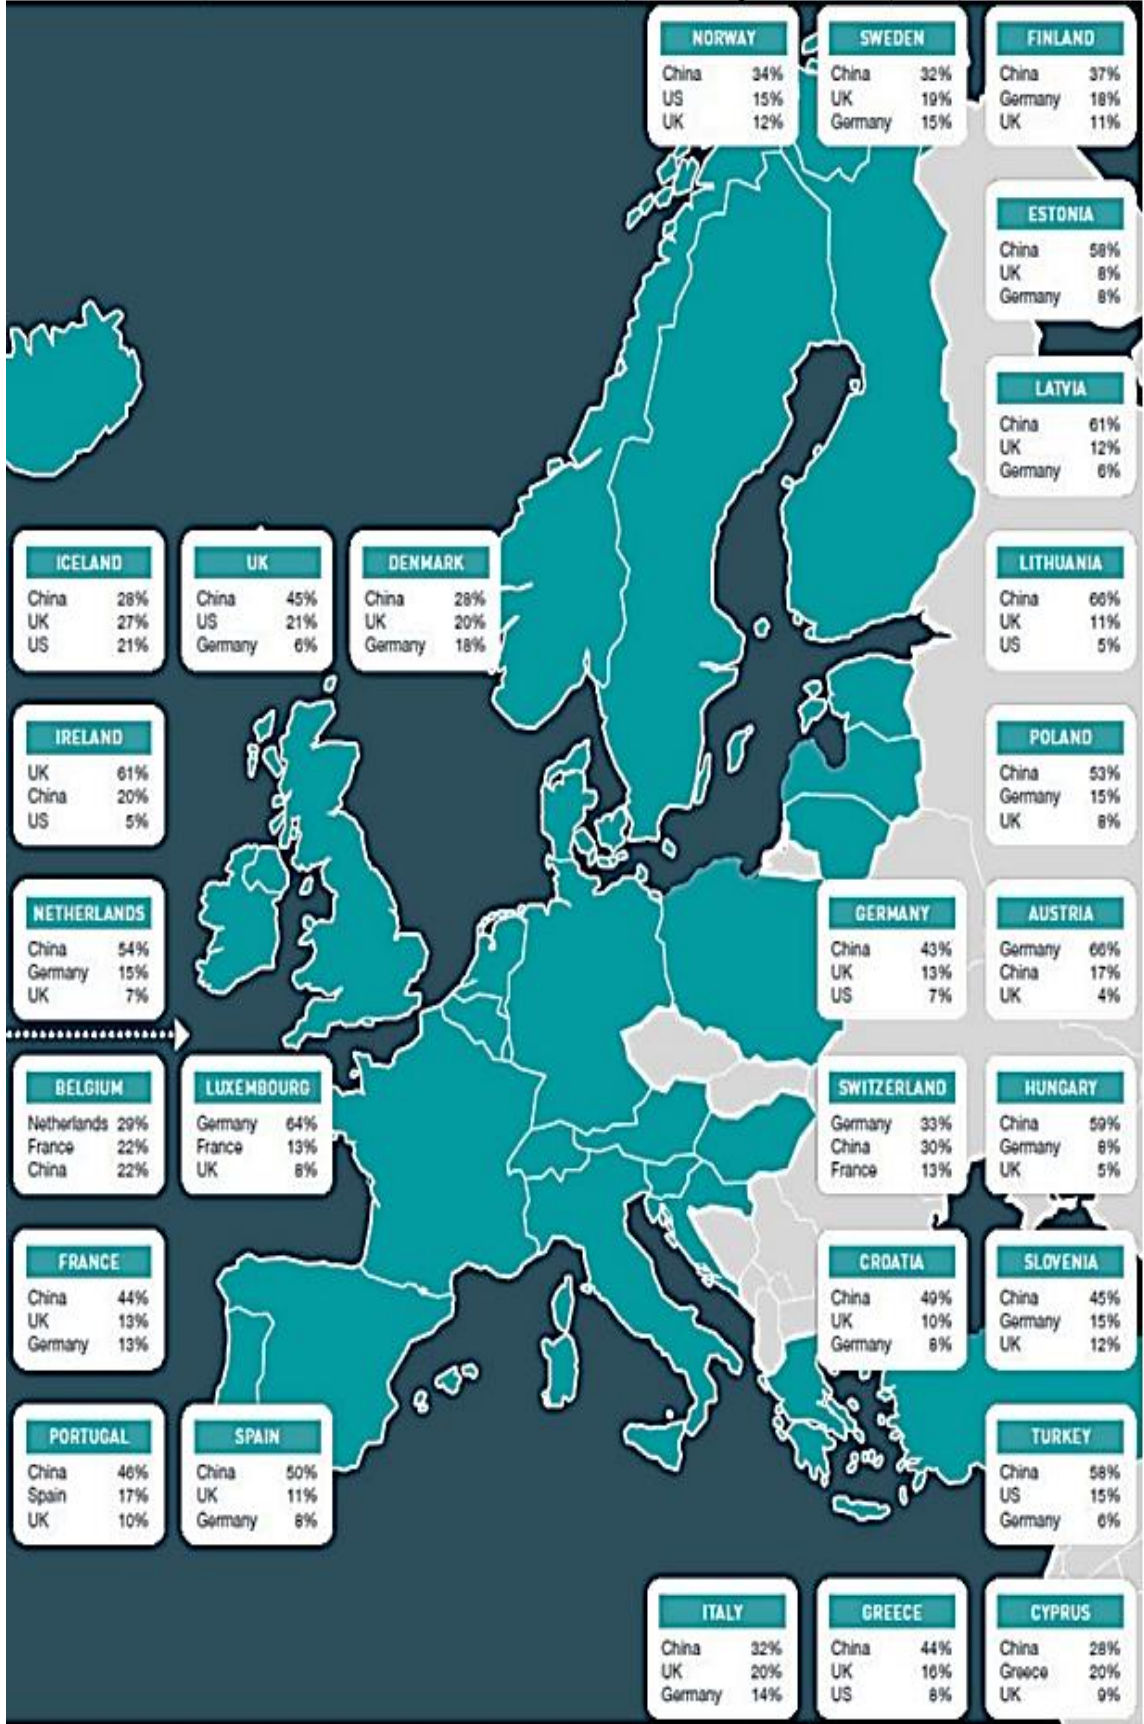 NORWAY
China 34%
US 15%
UK 12%
SWEDEN
China 32%
UK 19%
Germany 15%
FINLAND
China 37%
Germany 18%
UK 11%
ESTONIA
China 58%
UK 8%
Germany 8%
LATVIA
China 61%
UK 12%
Germany 6%
ICELAND
China 28%
UK 27%
US 21%
UK
China 45%
US 21%
Germany 6%
DENMARK
China 28%
UK 20%
Germany 18%
LITHUANIA
China 66%
UK 11%
US 5%
IRELAND
UK 61%
China 20%
US 5%
POLAND
China 53%
Germany 15%
UK 8%
NETHERLANDS
China 54%
Germany 15%
UK 7%
GERMANY
China 43%
UK 13%
US 7%
AUSTRIA
Germany 66%
China 17%
UK 4%
BELGIUM
Netherlands 29%
France 22%
China 22%
LUXEMBOURG
Germany 64%
France 13%
UK 8%
SWITZERLAND
Germany 33%
China 30%
France 13%
HUNGARY
China 59%
Germany 8%
UK 5%
FRANCE
China 44%
UK 13%
Germany 13%
CROATIA
China 49%
UK 10%
Germany 8%
SLOVENIA
China 45%
Germany 15%
UK 12%
PORTUGAL
China 46%
Spain 17%
UK 10%
SPAIN
China 50%
UK 11%
Germany 8%
TURKEY
China 58%
US 15%
Germany 6%
ITALY
China 32%
UK 20%
Germany 14%
GREECE
China 44%
UK 16%
US 8%
CYPRUS
China 28%
Greece 20%
UK 9%